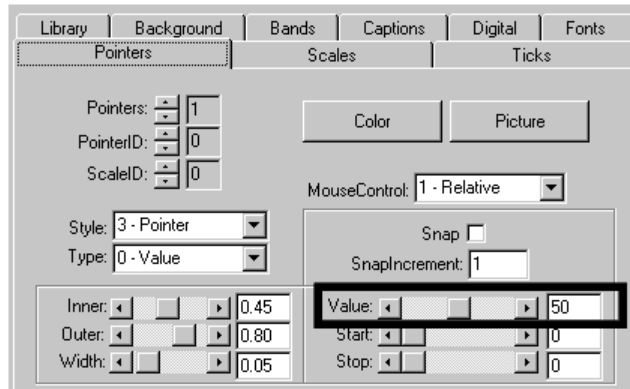 Library Background Bands Captions Digital Fonts
Pointers Scales Ticks
Pointers: 1
PointerID: 0
ScaleID: 0
Color Picture
MouseControl: 1 - Relative
Style: 3 - Pointer
Type: 0 - Value
Snap
SnapIncrement: 1
Inner: 0.45
Outer: 0.80
Width: 0.05
Value: 50
Start: 0
Stop: 0